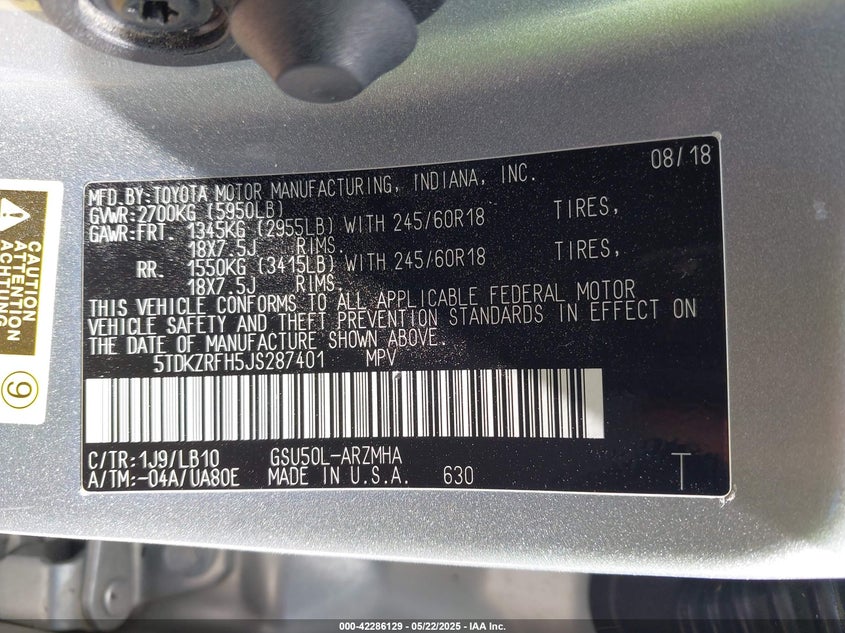 08/18
MFD.BY:TOYOTA MOTOR MANUFACTURING, INDIANA, INC.
GVWR:2700KG (5950LB)
GAWR:FRT. 1345KG (2955LB) WITH 245/60R18 TIRES,
18X7.5J RIMS.
RR. 1550KG (3415LB) WITH 245/60R18 TIRES,
18X7.5J RIMS.
THIS VEHICLE CONFORMS TO ALL APPLICABLE FEDERAL MOTOR
VEHICLE SAFETY AND THEFT PREVENTION STANDARDS IN EFFECT ON
THE DATE OF MANUFACTURE SHOWN ABOVE.
5TDKZRFH5JS287401 MPV
C/TR:1J9/LB10 GSU50L-ARZMHA
A/TM:-04A/UA80E MADE IN U.S.A. 630
T
CAUTION
ATTENTION
ACHTUNG
9
000-42286129 - 05/22/2025 - IAA Inc.